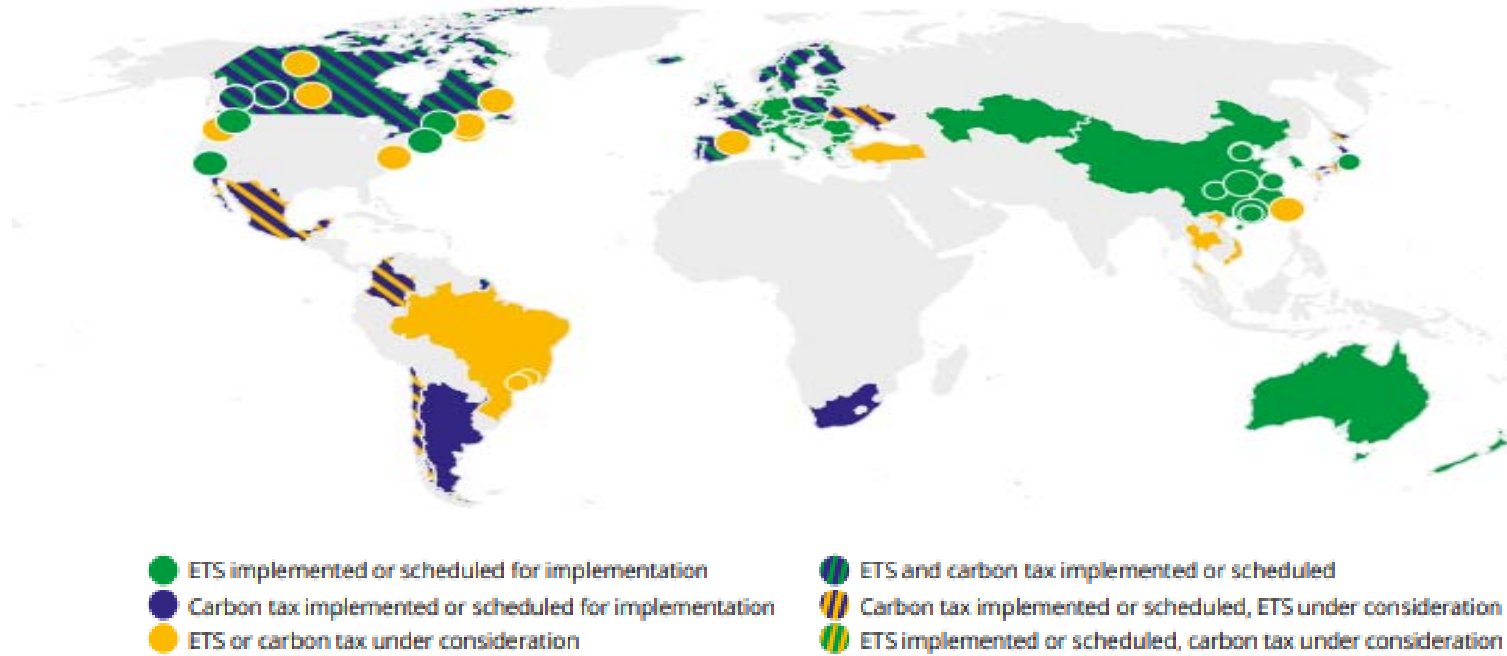 ETS implemented or scheduled for implementation
Carbon tax implemented or scheduled for implementation
ETS or carbon tax under consideration
ETS and carbon tax implemented or scheduled
Carbon tax implemented or scheduled, ETS under consideration
ETS implemented or scheduled, carbon tax under consideration